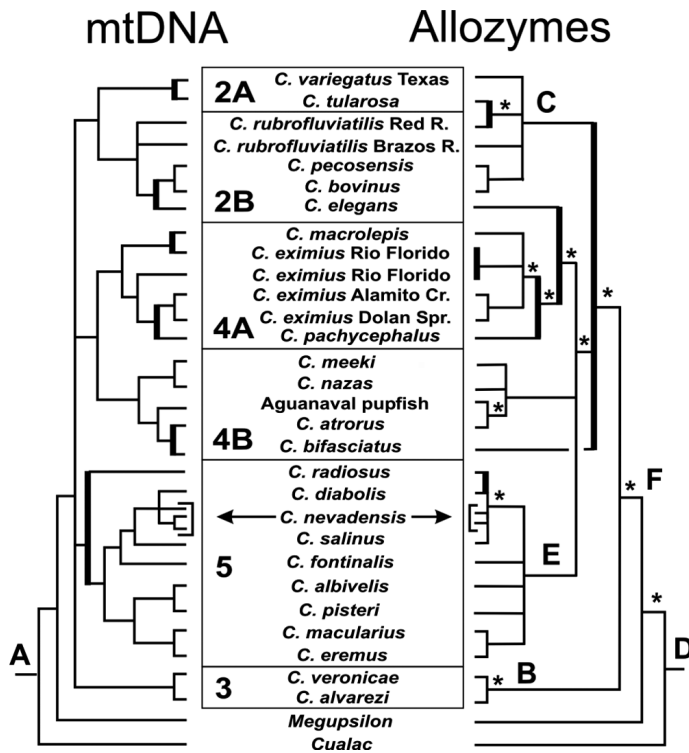 mtDNA Allozymes
2A
C. variegatus Texas
C. tularosa
* C
2B
C. rubrofluviatilis Red R.
C. rubrofluviatilis Brazos R.
C. pecosensis
C. bovinus
C. elegans
4A
C. macrolepis
C. eximius Rio Florido
C. eximius Rio Florido
C. eximius Alamito Cr.
C. eximius Dolan Spr.
C. pachycephalus
* * * * *
4B
C. meeki
C. nazas
Aguanaval pupfish
C. atrorus
C. bifasciatus
*
5
C. radiosus
C. diabolis
C. nevadensis
C. salinus
C. fontinalis
C. albivelis
C. pisteri
C. macularius
C. eremus
* E
* F
3
C. veronicae
C. alvarezi
* B
Megupsilon
Cualac
A
* D